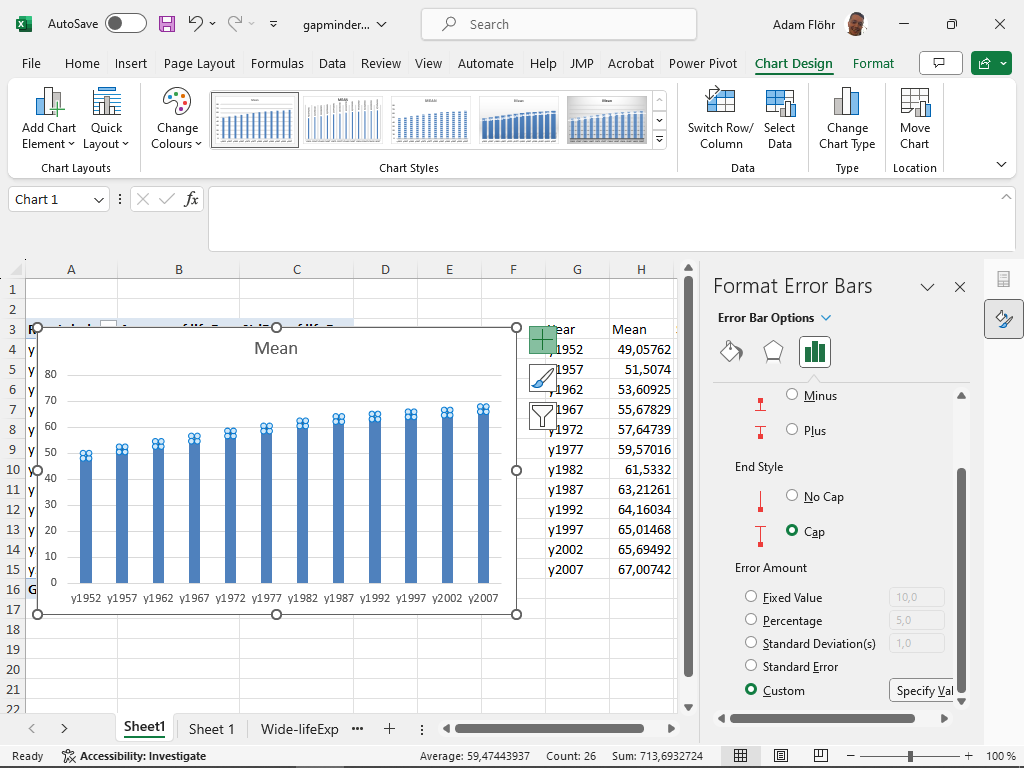 AutoSave
gapminder...
Search
Adam Flöhr
File Home Insert Page Layout Formulas Data Review View Automate Help JMP Acrobat Power Pivot Chart Design Format
Add Chart Element
Quick Layout
Change Colours
Switch Row/ Column
Select Data
Change Chart Type
Move Chart
Chart Layouts
Chart Styles
Data
Type
Location
Chart 1
fx
A B C D E F G H
1
2
3 Mean
4 y y1952 49,05762
5 y y1957 51,5074
6 y y1962 53,60925
7 y y1967 55,67829
8 y y1972 57,64739
9 y y1977 59,57016
10 y y1982 61,5332
11 y y1987 63,21261
12 y y1992 64,16034
13 y y1997 65,01468
14 y y2002 65,69492
15 y y2007 67,00742
16 G
17
18
19
20
21
22
Mean
80
70
60
50
40
30
20
10
0
y1952 y1957 y1962 y1967 y1972 y1977 y1982 y1987 y1992 y1997 y2002 y2007
Format Error Bars
Error Bar Options
Minus
Plus
End Style
No Cap
Cap
Error Amount
Fixed Value 10,0
Percentage 5,0
Standard Deviation(s) 1,0
Standard Error
Custom
Specify Val
Sheet1 Sheet 1 Wide-lifeExp
Ready
Accessibility: Investigate
Average: 59,47443937 Count: 26 Sum: 713,6932724
100 %